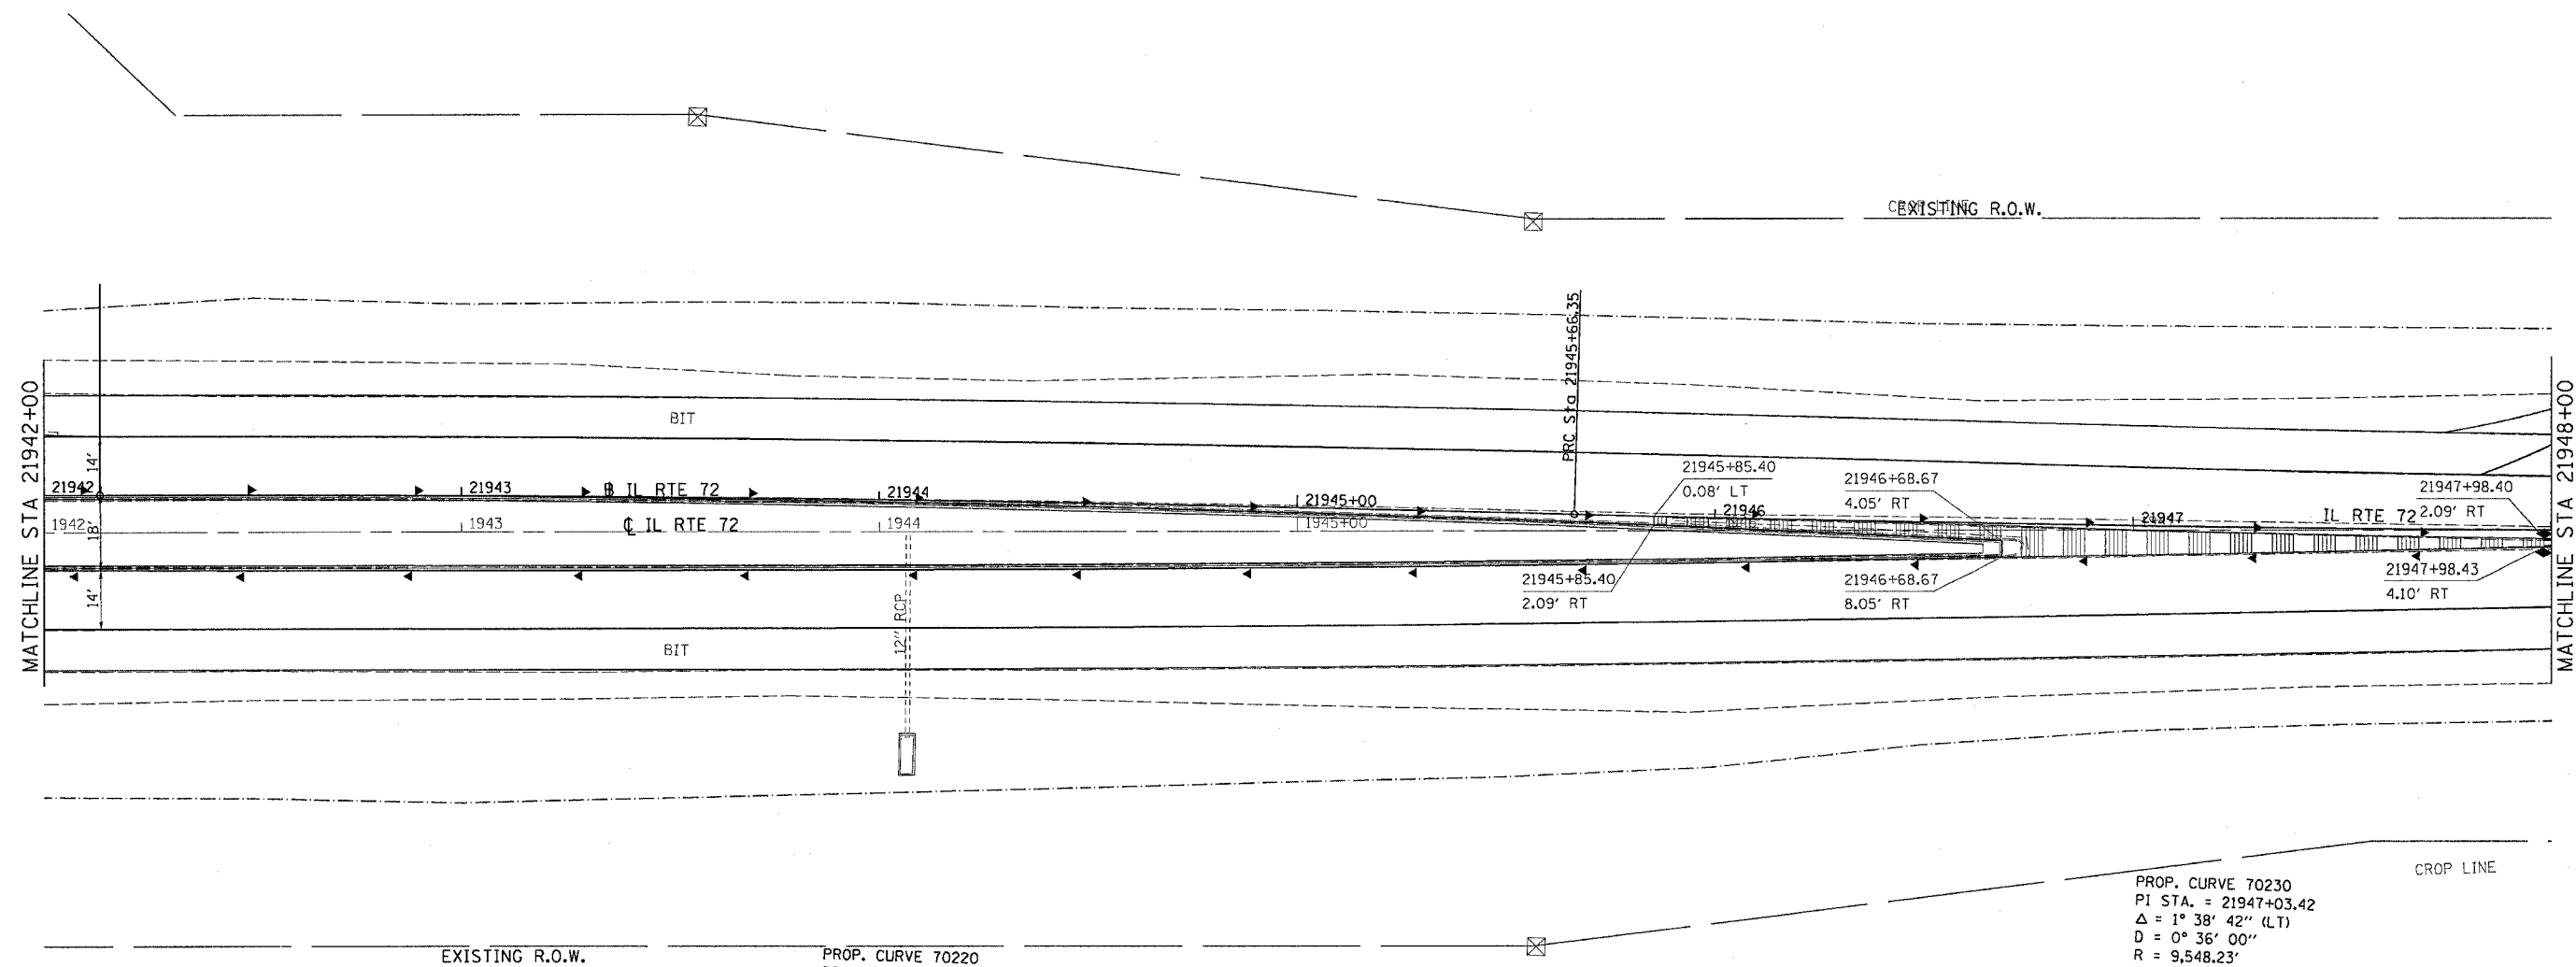 CROP LINE
EXISTING R.O.W.
PRC Sta 21945+66.35
MATCHLINE STA 21942+00
MATCHLINE STA 21948+00
BIT
14'
21942
21943
B IL RTE 72
21944
21945+00
21946
21947
IL RTE 72
21945+85.40
0.08' LT
21946+68.67
4.05' RT
21947+98.40
2.09' RT
1942
18'
1943
℄ IL RTE 72
1944
1945+00
21945+85.40
2.09' RT
21946+68.67
8.05' RT
21947+98.43
4.10' RT
14'
12" RCP
BIT
CROP LINE
PROP. CURVE 70230
PI STA. = 21947+03.42
Δ = 1° 38' 42" (LT)
D = 0° 36' 00"
R = 9,548.23'
EXISTING R.O.W.
PROP. CURVE 70220